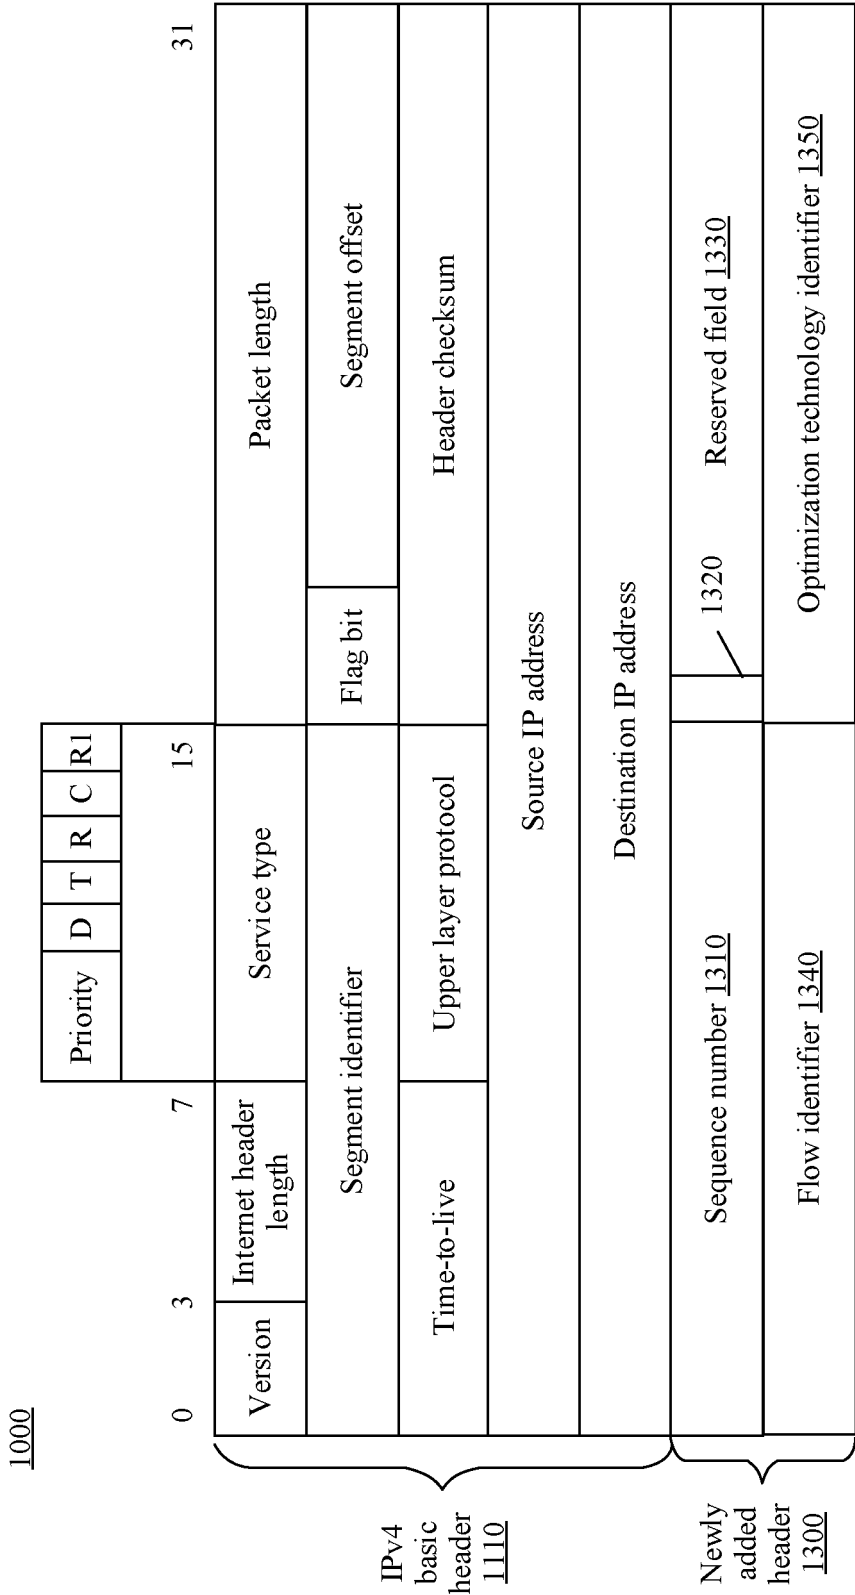 1000
Priority D T R C R1
0 3 7 15 31
Version Internet header length Service type Packet length
Segment identifier Flag bit Segment offset
Time-to-live Upper layer protocol Header checksum
Source IP address
Destination IP address
IPv4
basic
header
1110
Sequence number 1310 1320 Reserved field 1330
Flow identifier 1340 Optimization technology identifier 1350
Newly
added
header
1300